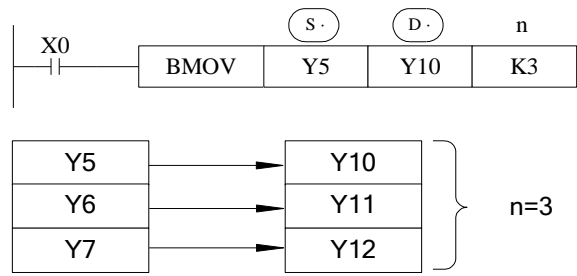 S · D · n
X0
BMOV Y5 Y10 K3
Y5 Y10
Y6 Y11 n=3
Y7 Y12